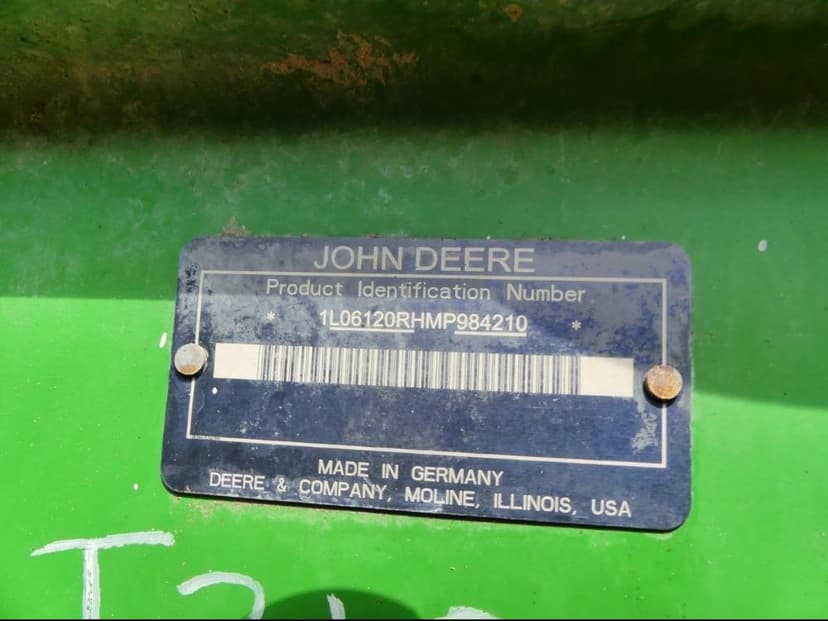 JOHN DEERE
Product Identification Number
* 1L06120RHMP984210 *
MADE IN GERMANY
DEERE & COMPANY, MOLINE, ILLINOIS, USA